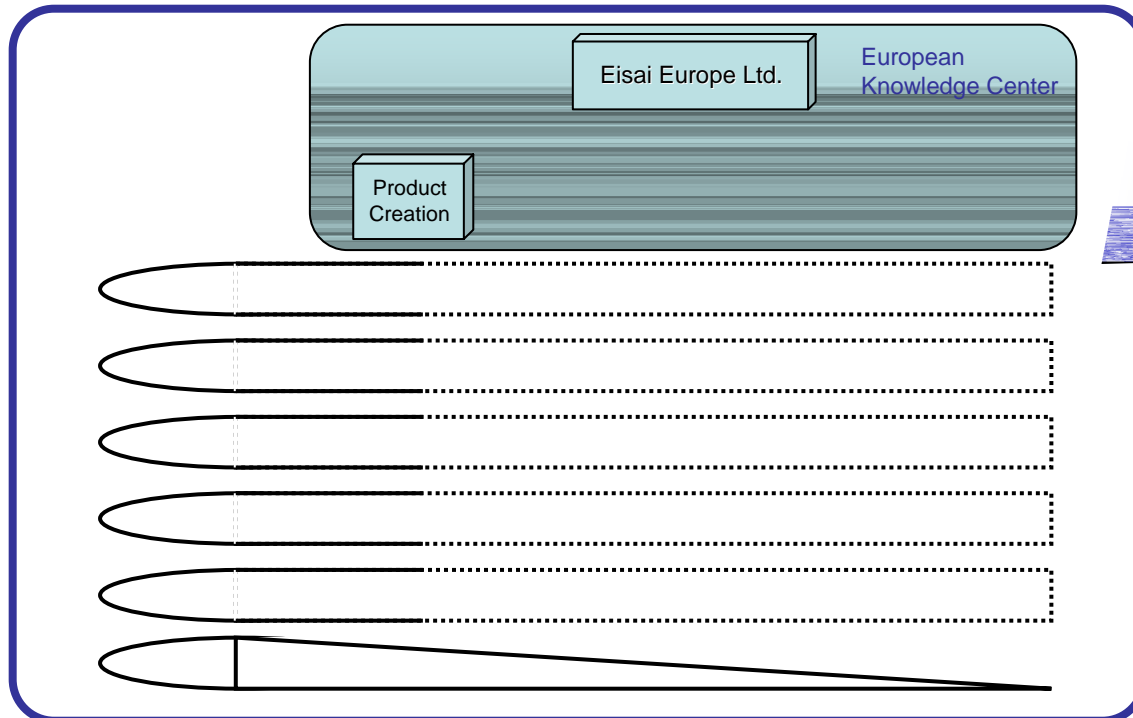 Eisai Europe Ltd.
European
Knowledge Center
Product
Creation